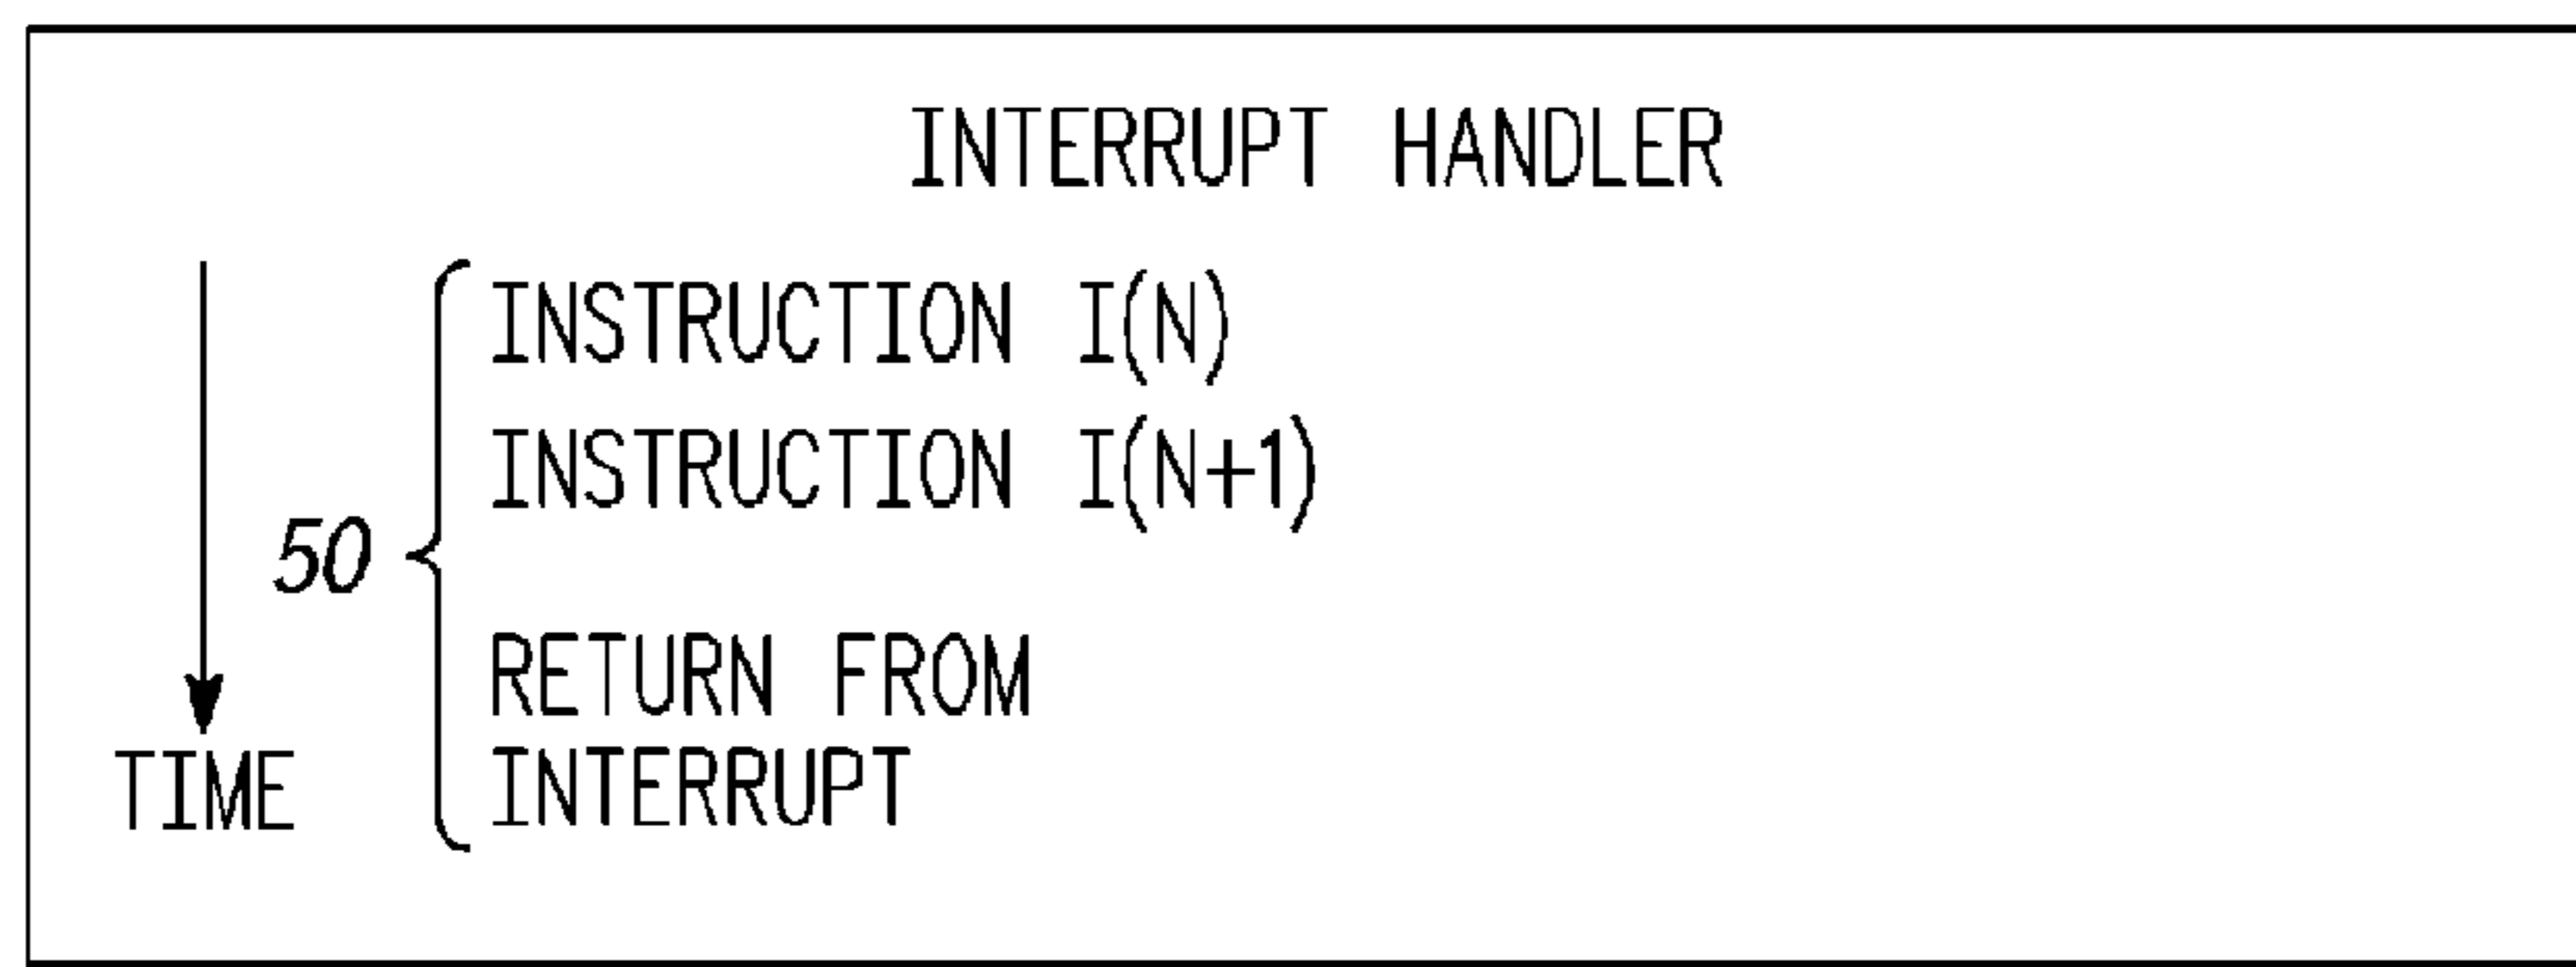 INTERRUPT HANDLER
INSTRUCTION I(N)
INSTRUCTION I(N+1)
50
RETURN FROM
INTERRUPT
TIME